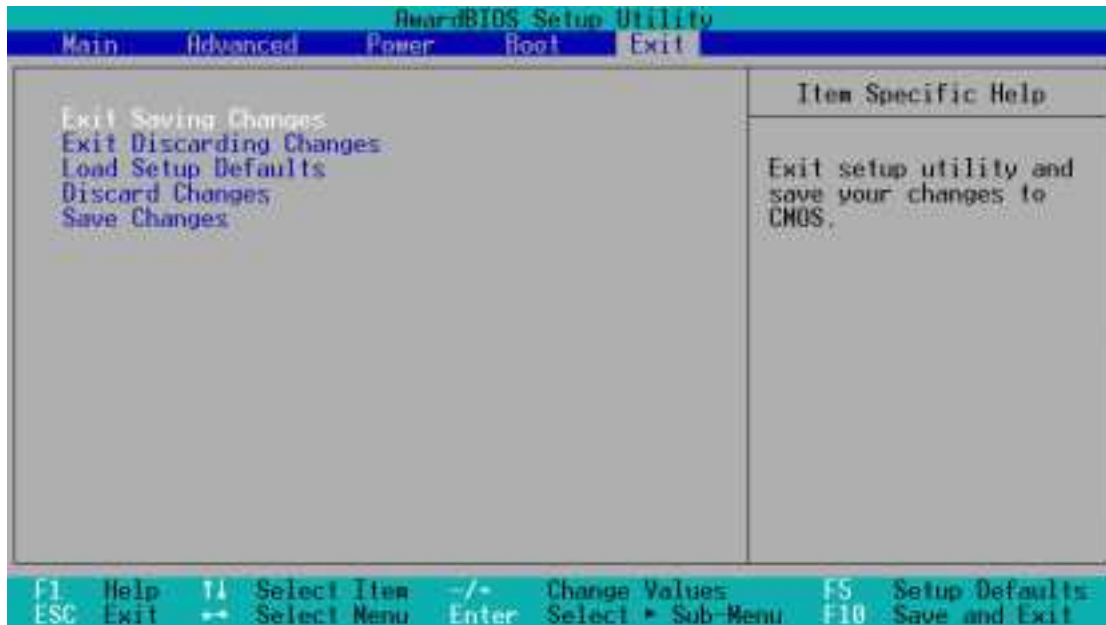 AwardBIOS Setup Utility
Main Advanced Power Boot Exit
Item Specific Help
Exit Saving Changes
Exit Discarding Changes
Load Setup Defaults
Discard Changes
Save Changes
Exit setup utility and
save your changes to
CMOS.
F1 Help ↑↓ Select Item -/+ Change Values F5 Setup Defaults
ESC Exit ←→ Select Menu Enter Select ► Sub-Menu F10 Save and Exit